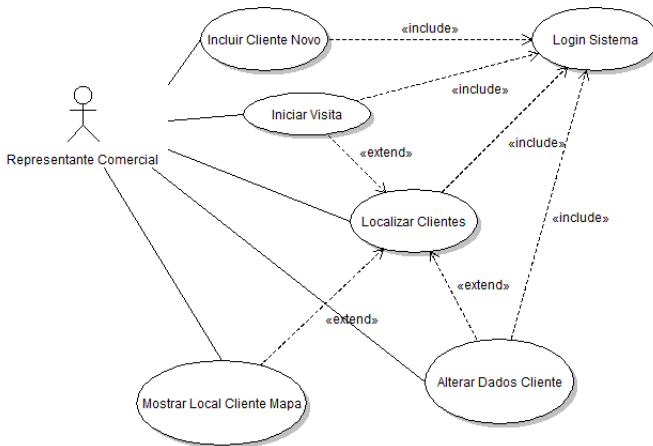 Incluir Cliente Novo
«include»
Login Sistema
Iniciar Visita
«include»
Representante Comercial
«extend»
«include»
Localizar Clientes
«include»
«extend»
«extend»
Mostrar Local Cliente Mapa
Alterar Dados Cliente